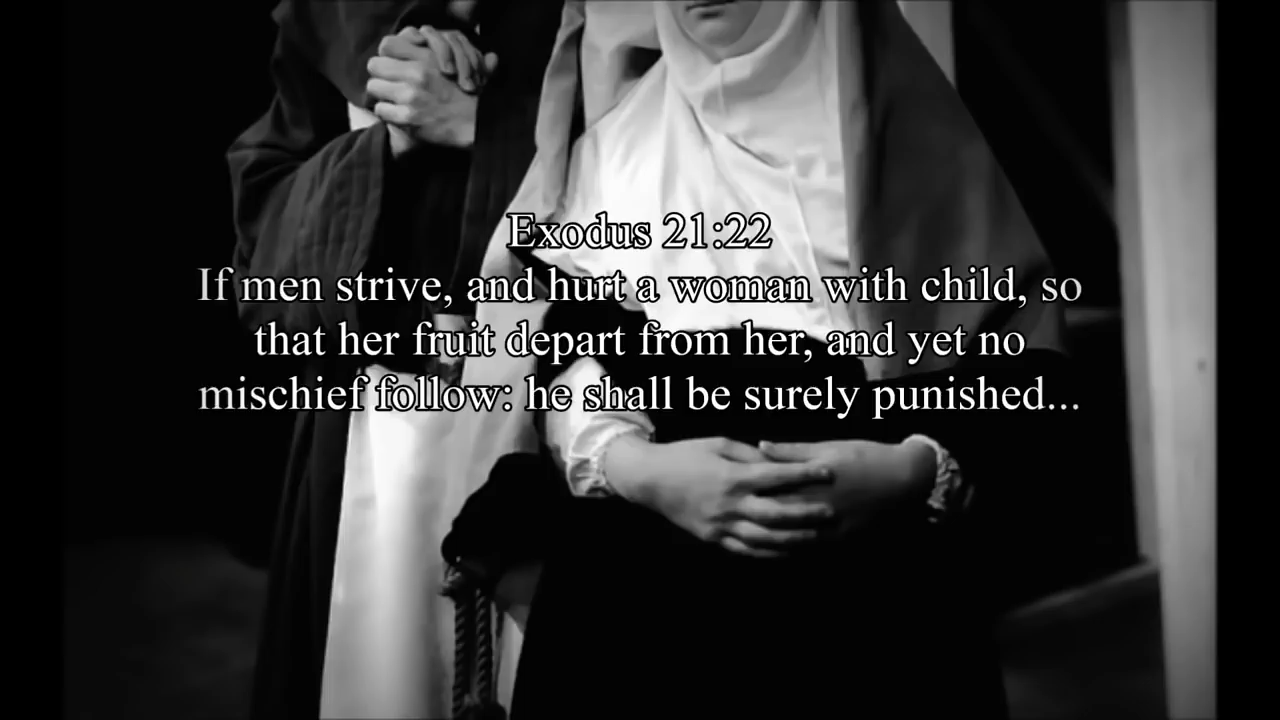 Exodus 21:22
If men strive, and hurt a woman with child, so
that her fruit depart from her, and yet no
mischief follow: he shall be surely punished...